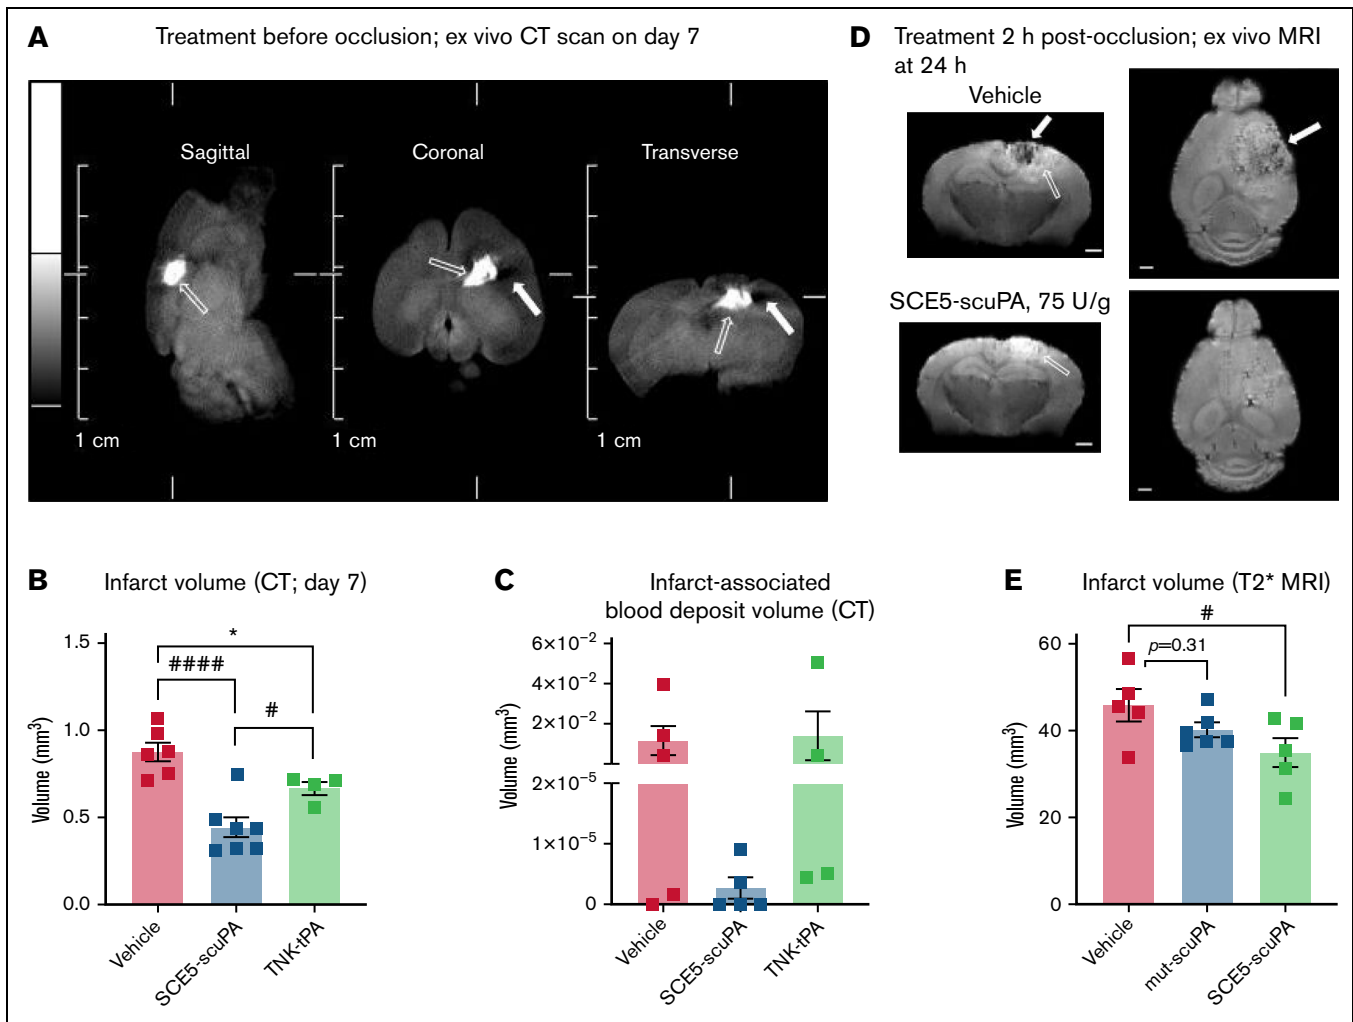 A
Treatment before occlusion; ex vivo CT scan on day 7
Sagittal
Coronal
Transverse
1 cm
1 cm
1 cm
D
Treatment 2 h post-occlusion; ex vivo MRI
at 24 h
Vehicle
SCE5-scuPA, 75 U/g
B
Infarct volume (CT; day 7)
*
####
#
1.5
1.0
0.5
0.0
Volume (mm³)
Vehicle
SCE5-scuPA
TNK-tPA
C
Infarct-associated
blood deposit volume (CT)
6×10⁻²
4×10⁻²
2×10⁻²
2×10⁻⁵
1×10⁻⁵
0
Volume (mm³)
Vehicle
SCE5-scuPA
TNK-tPA
E
Infarct volume (T2* MRI)
#
p=0.31
60
40
20
0
Volume (mm³)
Vehicle
mut-scuPA
SCE5-scuPA